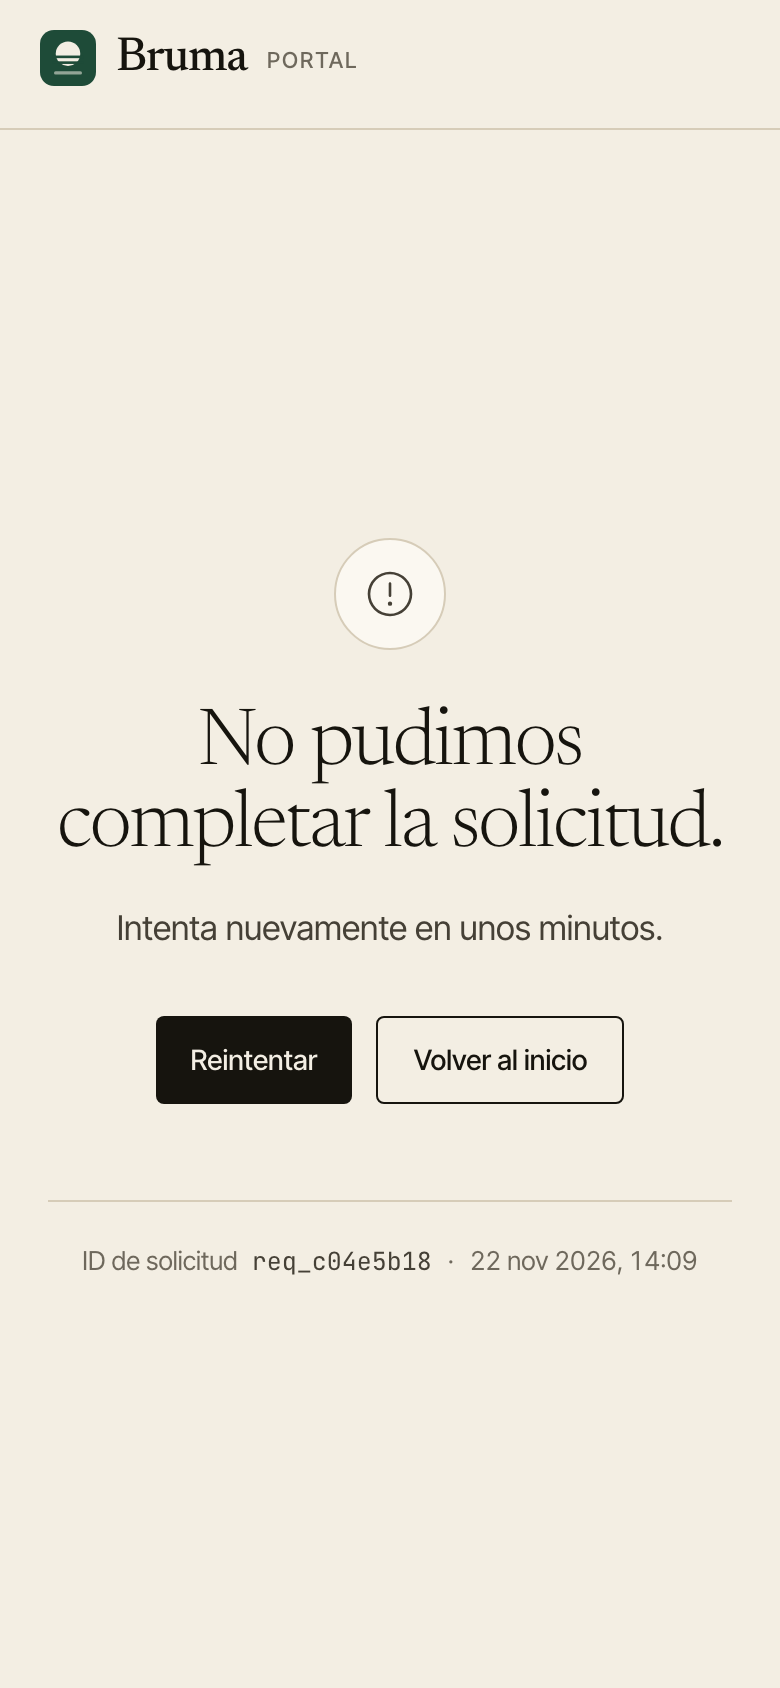 Bruma PORTAL
No pudimos
completar la solicitud.
Intenta nuevamente en unos minutos.
Reintentar Volver al inicio
ID de solicitud req_c04e5b18 · 22 nov 2026, 14:09